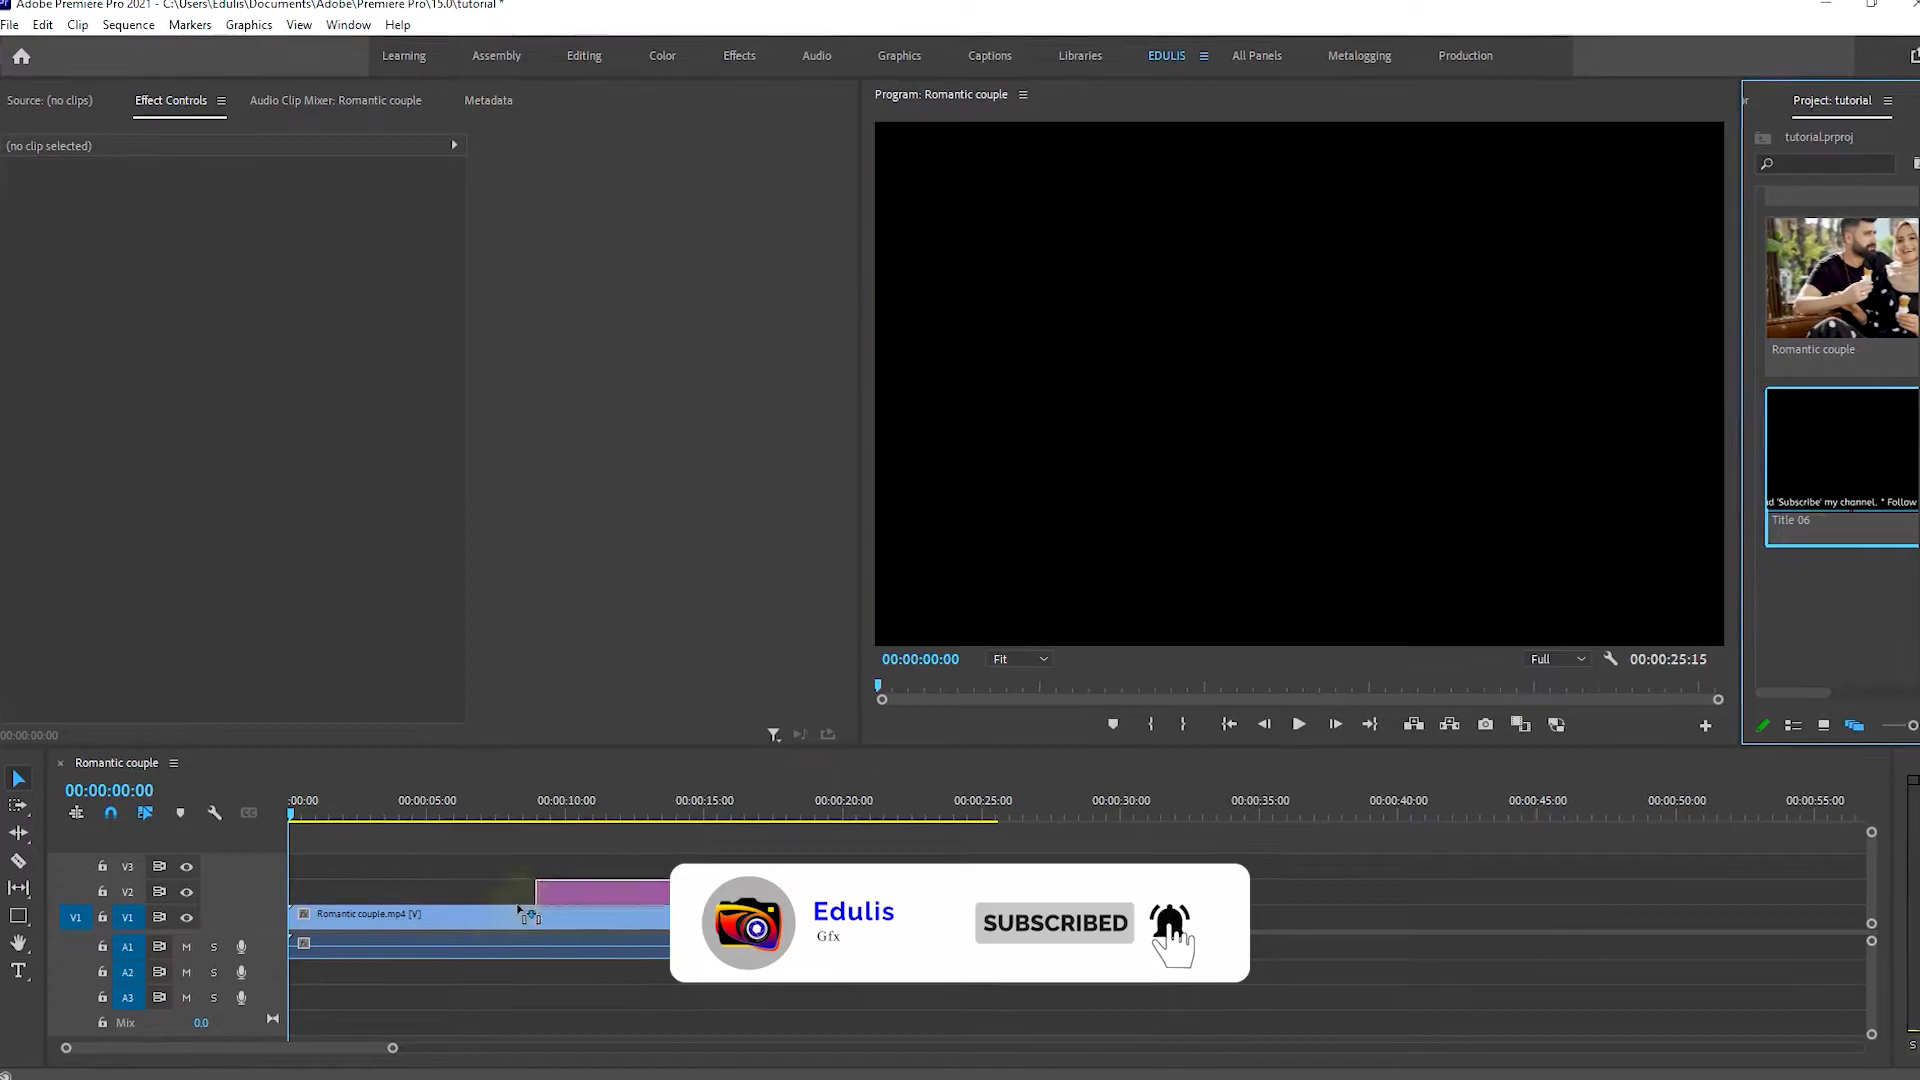 Adobe Premiere Pro 2021 - C:\Users\Edulis\Documents\Adobe\Premiere Pro\15.0\tutorial *
File Edit Clip Sequence Markers Graphics View Window Help
Learning Assembly Editing Color Effects Audio Graphics Captions Libraries EDULIS All Panels Metalogging Production
Source: (no clips) Effect Controls Audio Clip Mixer: Romantic couple Metadata
(no clip selected)
00:00:00:00
Program: Romantic couple
00:00:00:00 Fit Full 00:00:25:15
Project: tutorial
tutorial.prproj
Romantic couple
d 'Subscribe' my channel. * Follow
Title 06
Romantic couple
00:00:00:00
:00:00 00:00:05:00 00:00:10:00 00:00:15:00 00:00:20:00 00:00:25:00 00:00:30:00 00:00:35:00 00:00:40:00 00:00:45:00 00:00:50:00 00:00:55:00
V3
V2
V1 V1 Romantic couple.mp4 [V]
A1 M S
A2 M S
A3 M S
Mix 0.0
Edulis
Gfx
SUBSCRIBED
S